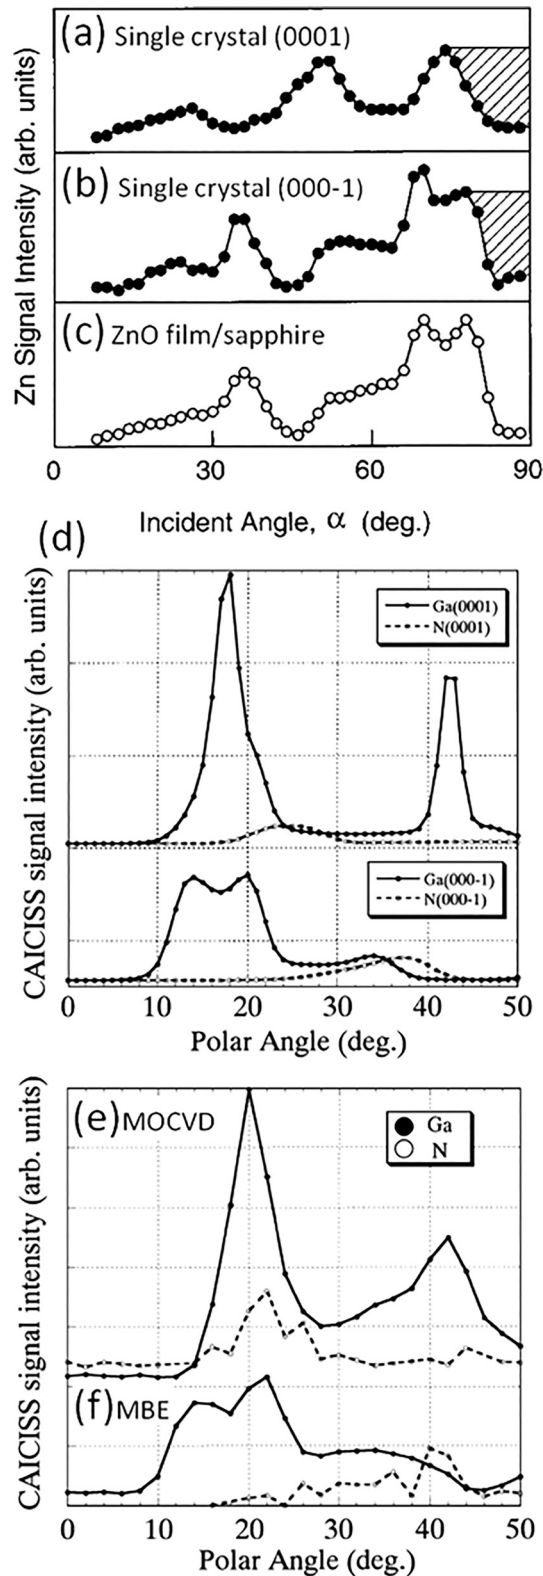 (a) Single crystal (0001)
(b) Single crystal (000-1)
(c) ZnO film/sapphire
Zn Signal Intensity (arb. units)
0 30 60 90
Incident Angle, α (deg.)
(d)
Ga(0001)
N(0001)
Ga(000-1)
N(000-1)
CAICISS signal intensity (arb. units)
0 10 20 30 40 50
Polar Angle (deg.)
(e) MOCVD
Ga
N
(f) MBE
CAICISS signal intensity (arb. units)
0 10 20 30 40 50
Polar Angle (deg.)